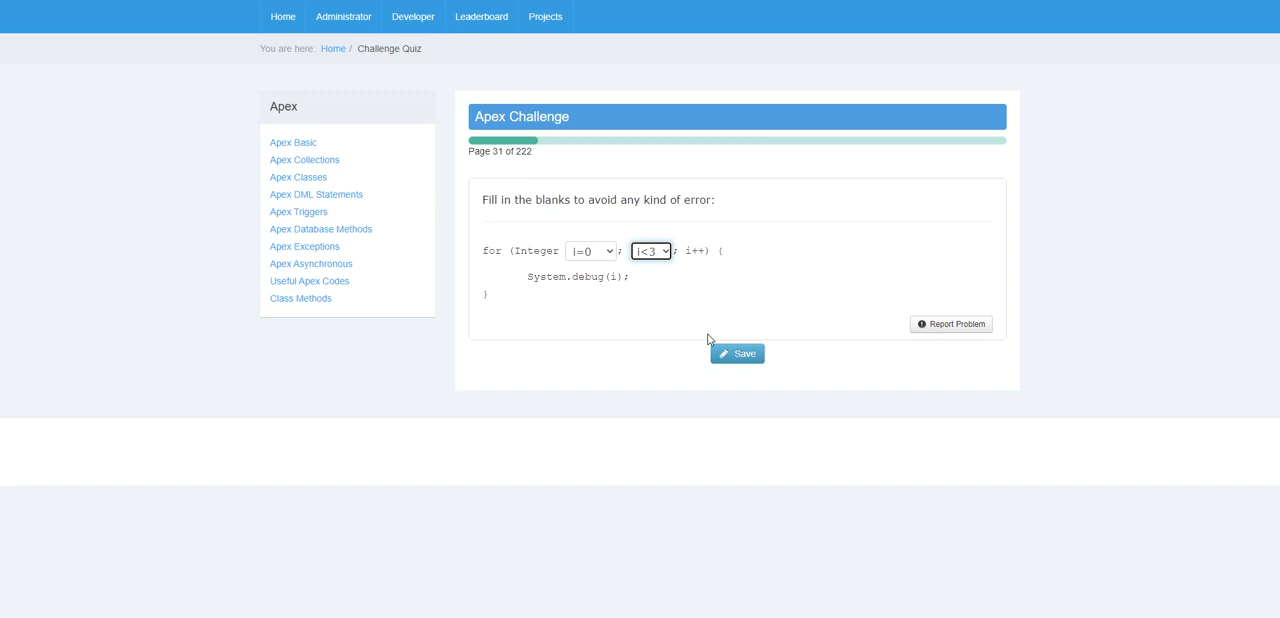 Home Administrator Developer Leaderboard Projects
You are here: Home / Challenge Quiz
Apex
Apex Basic
Apex Collections
Apex Classes
Apex DML Statements
Apex Triggers
Apex Database Methods
Apex Exceptions
Apex Asynchronous
Useful Apex Codes
Class Methods
Apex Challenge
Page 31 of 222
Fill in the blanks to avoid any kind of error:
for (Integer i=0; i<3; i++) {
System.debug(i);
}
Report Problem
Save